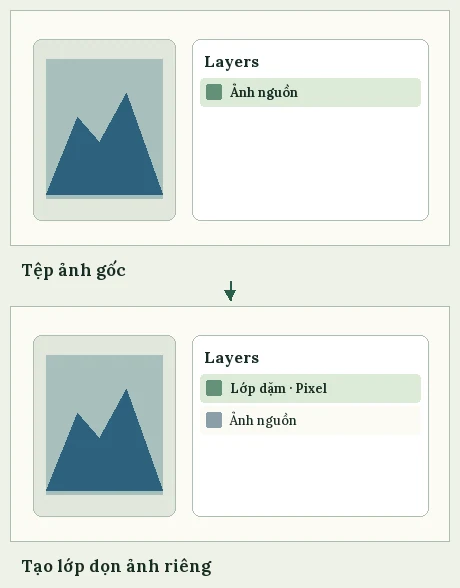 Layers
Ảnh nguồn
Tệp ảnh gốc
Layers
Lớp dặm · Pixel
Ảnh nguồn
Tạo lớp dọn ảnh riêng